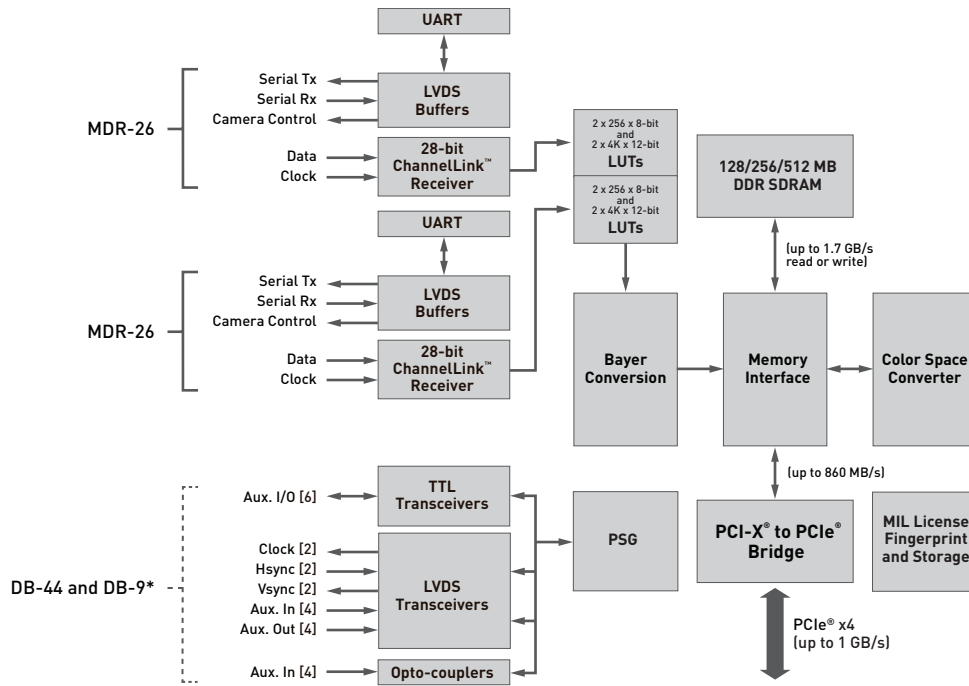 UART
MDR-26
Serial Tx
Serial Rx
Camera Control
LVDS
Buffers
Data
Clock
28-bit
ChannelLink™
Receiver
2 x 256 x 8-bit
and
2 x 4K x 12-bit
LUTs
2 x 256 x 8-bit
and
2 x 4K x 12-bit
LUTs
128/256/512 MB
DDR SDRAM
(up to 1.7 GB/s
read or write)
UART
MDR-26
Serial Tx
Serial Rx
Camera Control
LVDS
Buffers
Data
Clock
28-bit
ChannelLink™
Receiver
Bayer
Conversion
Memory
Interface
Color Space
Converter
(up to 860 MB/s)
DB-44 and DB-9*
Aux. I/O [6]
TTL
Transceivers
Clock [2]
Hsync [2]
Vsync [2]
Aux. In [4]
Aux. Out [4]
LVDS
Transceivers
Aux. In [4]
Opto-couplers
PSG
PCI-X® to PCIe®
Bridge
MIL License
Fingerprint
and Storage
PCIe® x4
(up to 1 GB/s)